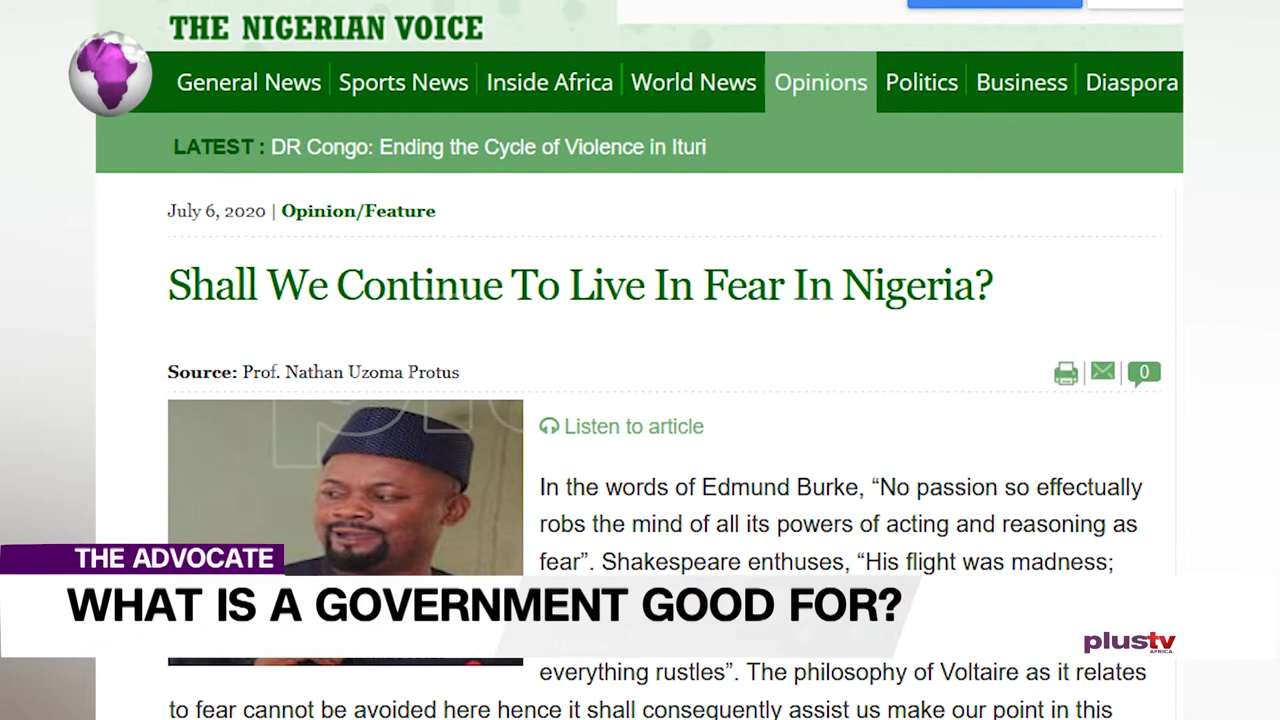 THE NIGERIAN VOICE
General News | Sports News | Inside Africa | World News Opinions Politics | Business | Diaspora
LATEST : DR Congo: Ending the Cycle of Violence in Ituri
July 6, 2020 | Opinion/Feature
Shall We Continue To Live In Fear In Nigeria?
Source: Prof. Nathan Uzoma Protus
0
Listen to article
In the words of Edmund Burke, “No passion so effectually
robs the mind of all its powers of acting and reasoning as
fear”. Shakespeare enthuses, “His flight was madness;
THE ADVOCATE
WHAT IS A GOVERNMENT GOOD FOR?
plustv
AFRICA
everything rustles”. The philosophy of Voltaire as it relates
to fear cannot be avoided here hence it shall consequently assist us make our point in this